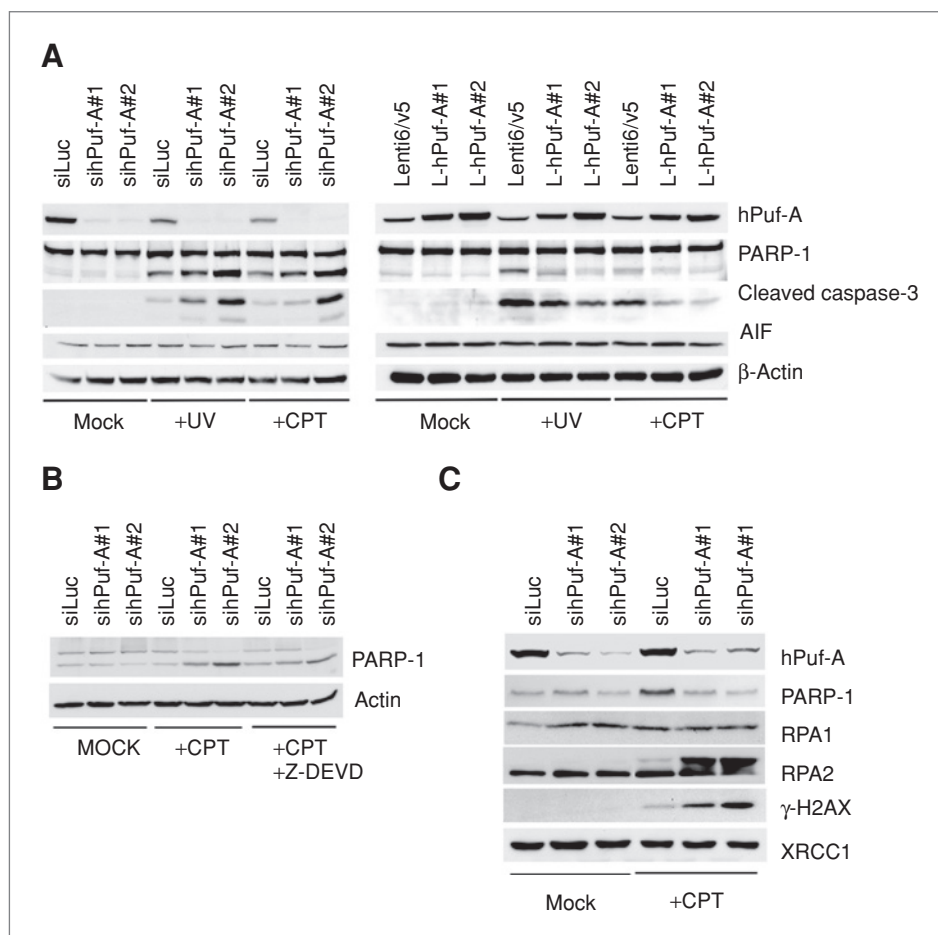 A
siLuc sihPuf-A#1 sihPuf-A#2 siLuc sihPuf-A#1 sihPuf-A#2 siLuc sihPuf-A#1 sihPuf-A#2
Lenti6/v5 L-hPuf-A#1 L-hPuf-A#2 Lenti6/v5 L-hPuf-A#1 L-hPuf-A#2 Lenti6/v5 L-hPuf-A#1 L-hPuf-A#2
hPuf-A
PARP-1
Cleaved caspase-3
AIF
β-Actin
Mock +UV +CPT
Mock +UV +CPT
B
siLuc sihPuf-A#1 sihPuf-A#2 siLuc sihPuf-A#1 sihPuf-A#2 siLuc sihPuf-A#1 sihPuf-A#2
PARP-1
Actin
MOCK +CPT +CPT
+Z-DEVD
C
siLuc sihPuf-A#1 sihPuf-A#2 siLuc sihPuf-A#1 sihPuf-A#1
hPuf-A
PARP-1
RPA1
RPA2
γ-H2AX
XRCC1
Mock +CPT